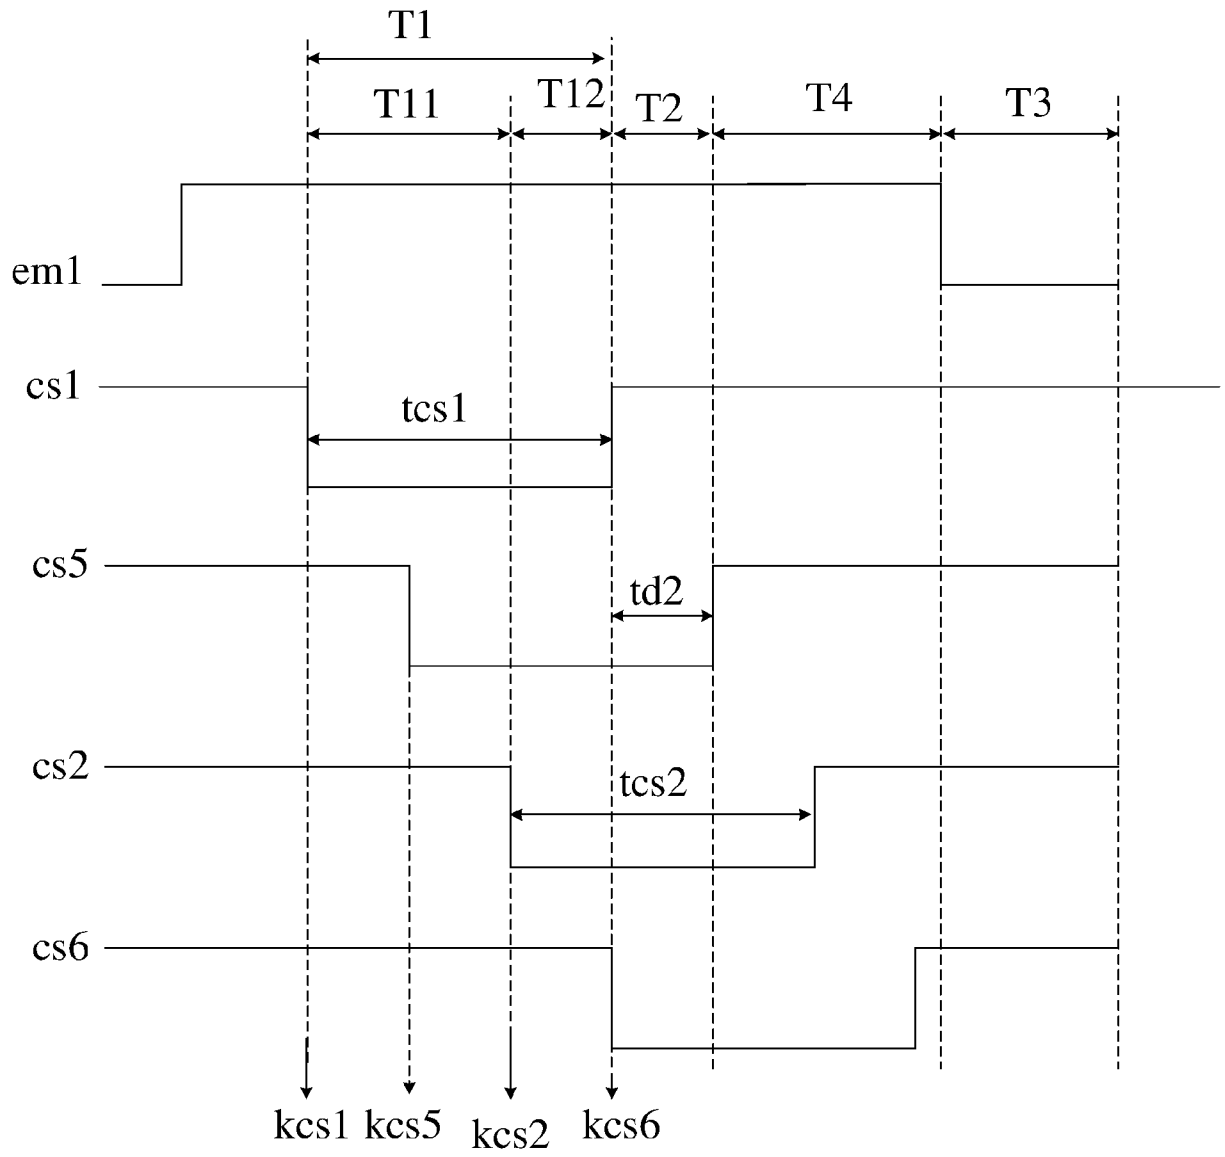 T1
T11 T12 T2 T4 T3
em1
cs1
tcs1
cs5
td2
cs2
tcs2
cs6
kcs1 kcs5 kcs2 kcs6